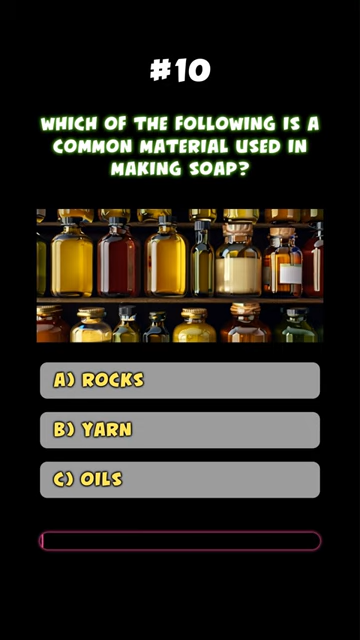 #10
WHICH OF THE FOLLOWING IS A
COMMON MATERIAL USED IN
MAKING SOAP?
A) ROCKS
B) YARN
C) OILS